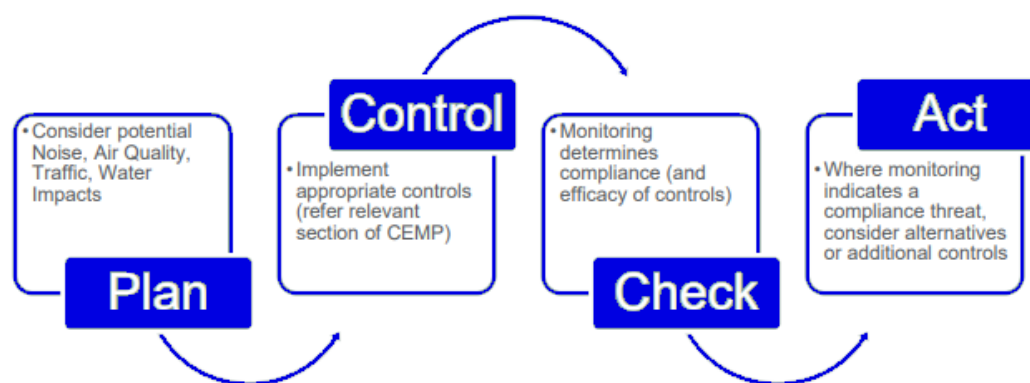 • Consider potential
Noise, Air Quality,
Traffic, Water
Impacts
Plan
Control
• Implement
appropriate controls
(refer relevant
section of CEMP)
• Monitoring
determines
compliance (and
efficacy of controls)
Check
Act
• Where monitoring
indicates a
compliance threat,
consider alternatives
or additional controls